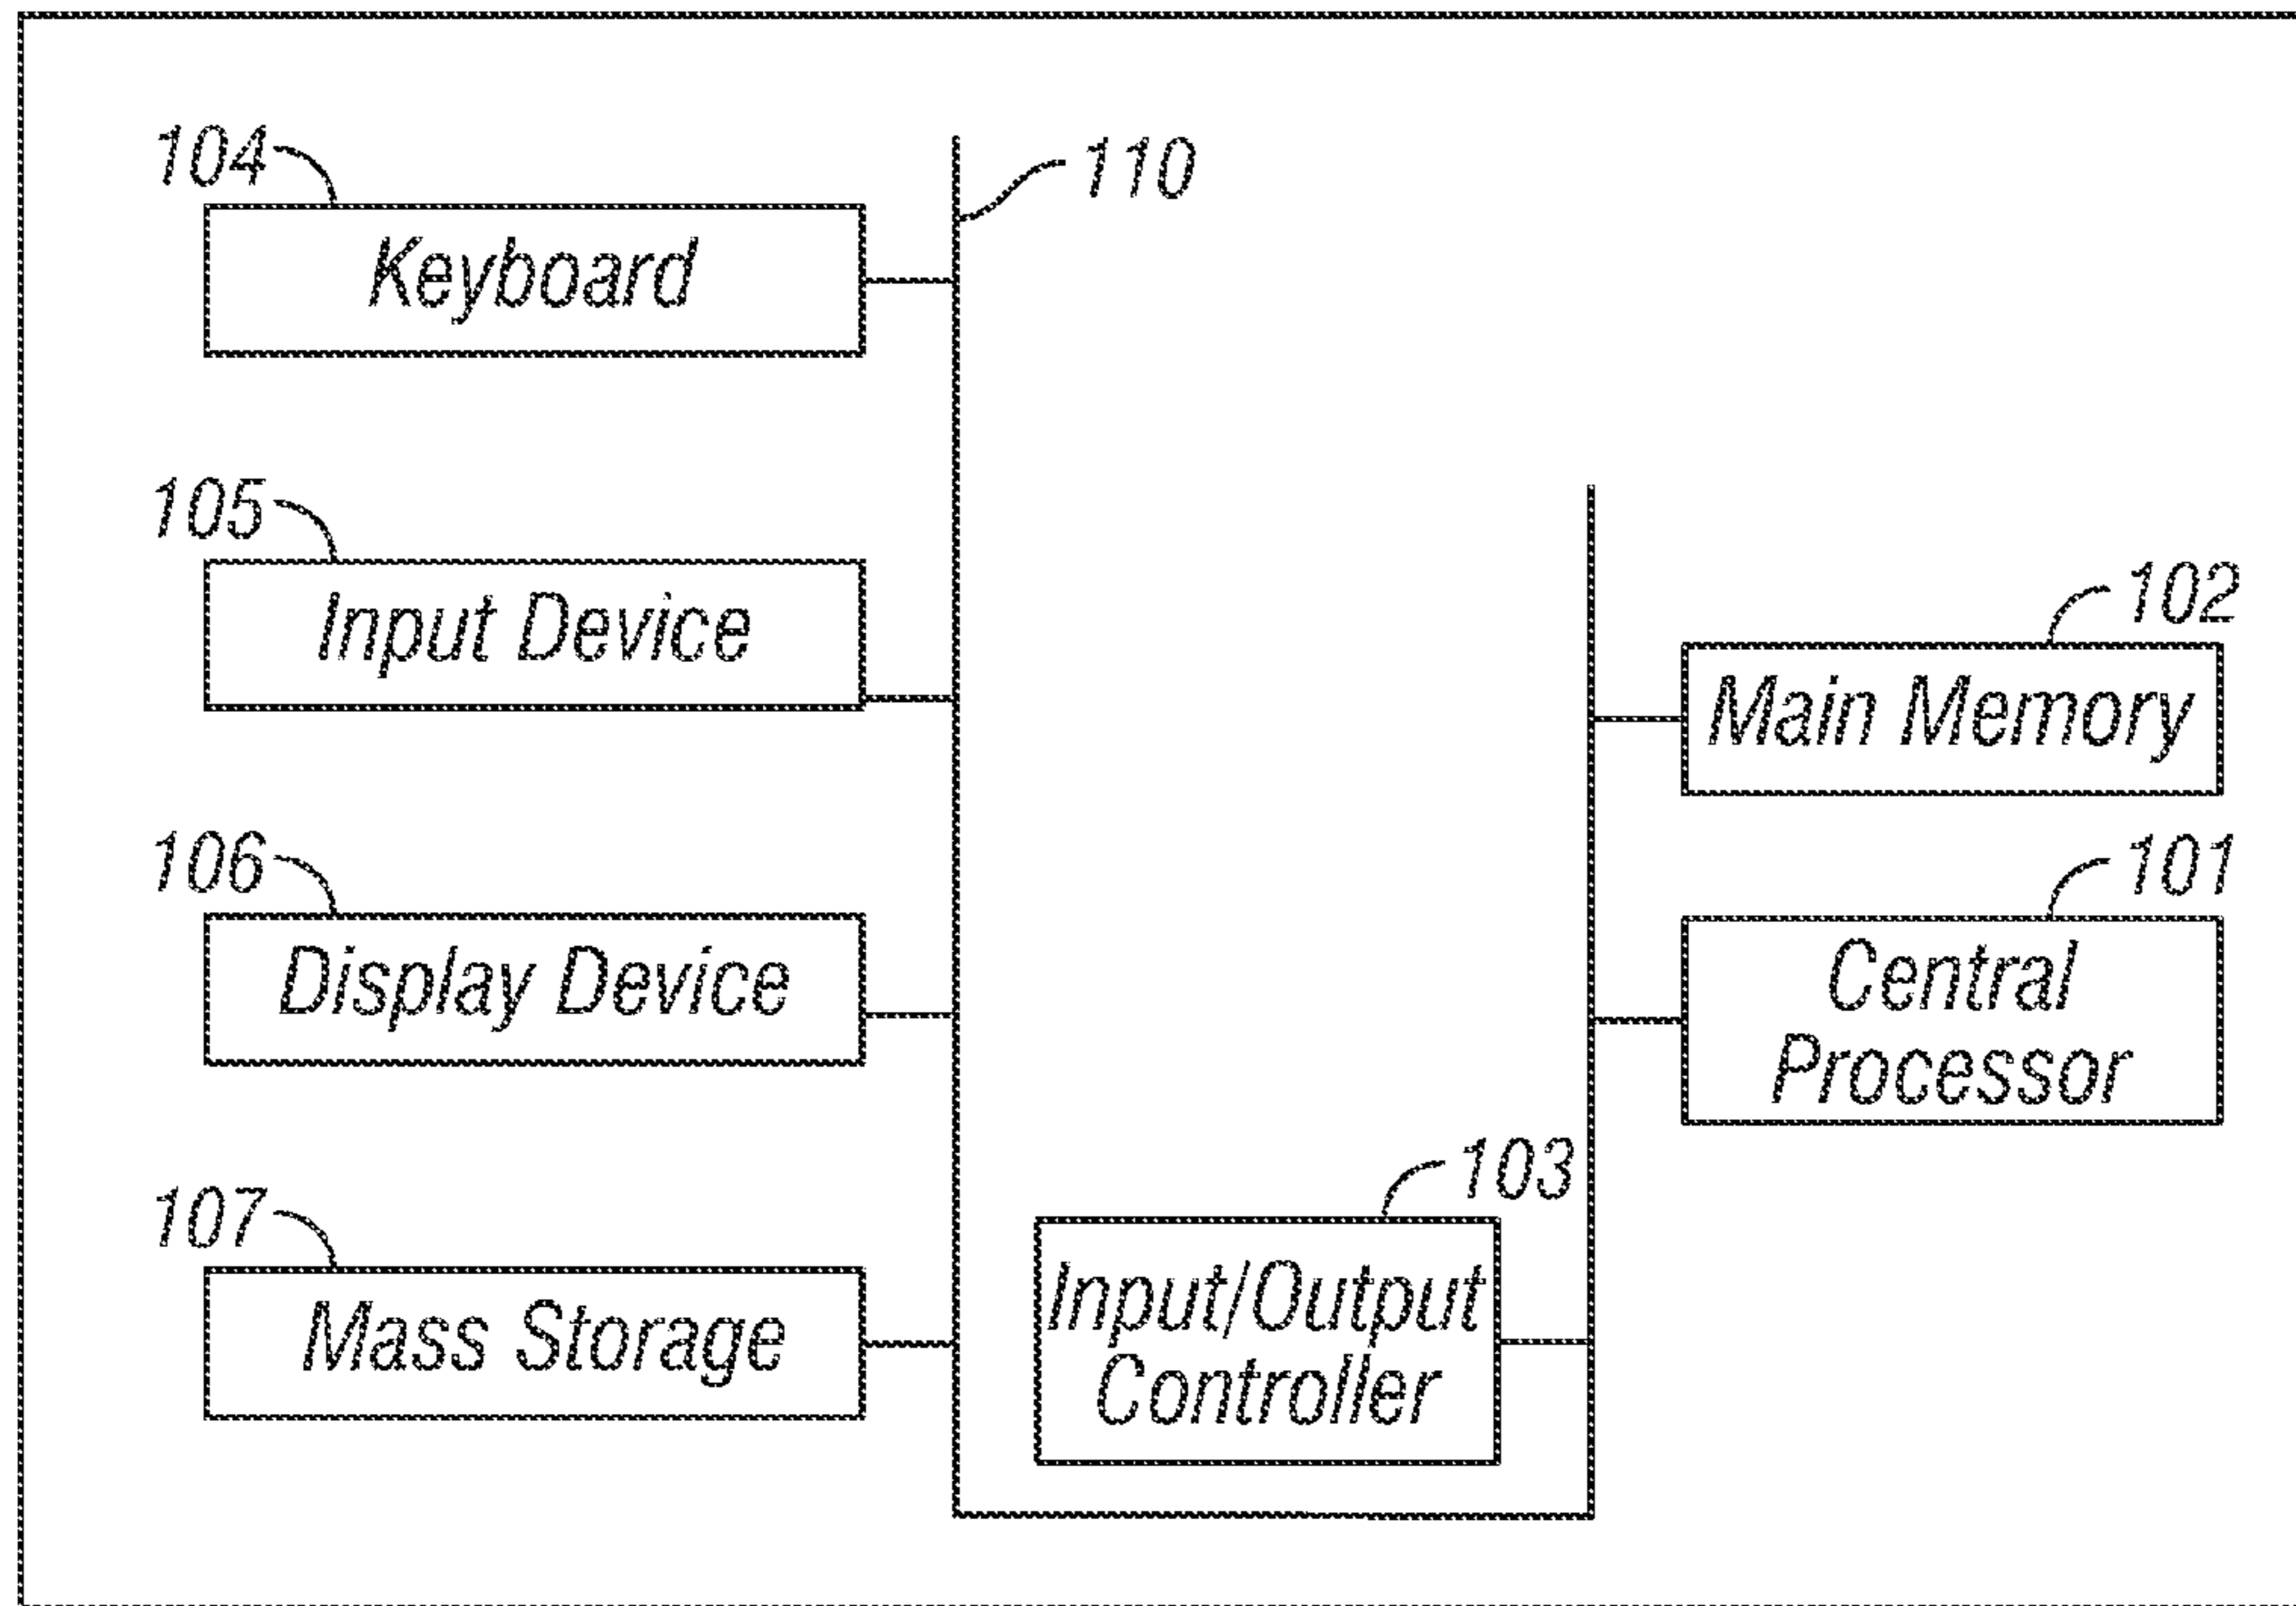 104
Keyboard
110
105
Input Device
102
Main Memory
106
Display Device
101
Central
Processor
107
Mass Storage
103
Input/Output
Controller